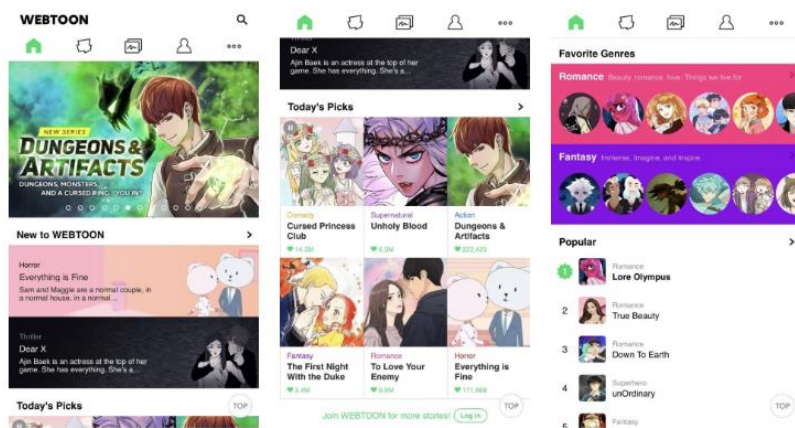 WEBTOON
NEW SERIES
DUNGEONS &
ARTIFACTS
DUNGEONS, MONSTERS,
AND A CURSED RING... YOU IN?
New to WEBTOON
Horror
Everything is Fine
Sam and Maggie are a normal couple, in
a normal house, in a normal...
Thriller
Dear X
Ajin Baek is an actress at the top of her
game. She has everything. She's a...
Today's Picks
TOP
Dear X
Ajin Baek is an actress at the top of her
game. She has everything. She's a...
Today's Picks
Comedy
Cursed Princess
Club
14.3M
Supernatural
Unholy Blood
6.9M
Action
Dungeons &
Artifacts
222,423
Fantasy
The First Night
With the Duke
3.4M
Romance
To Love Your
Enemy
9.8M
Horror
Everything is
Fine
171,868
Join WEBTOON for more stories! Log in
TOP
Favorite Genres
Romance Beauty, romance, love: Things we live for
Fantasy Immerse, Imagine, and Inspire.
Popular
1
Romance
Lore Olympus
2
Romance
True Beauty
3
Romance
Down To Earth
4
Superhero
unOrdinary
5
Fantasy
TOP